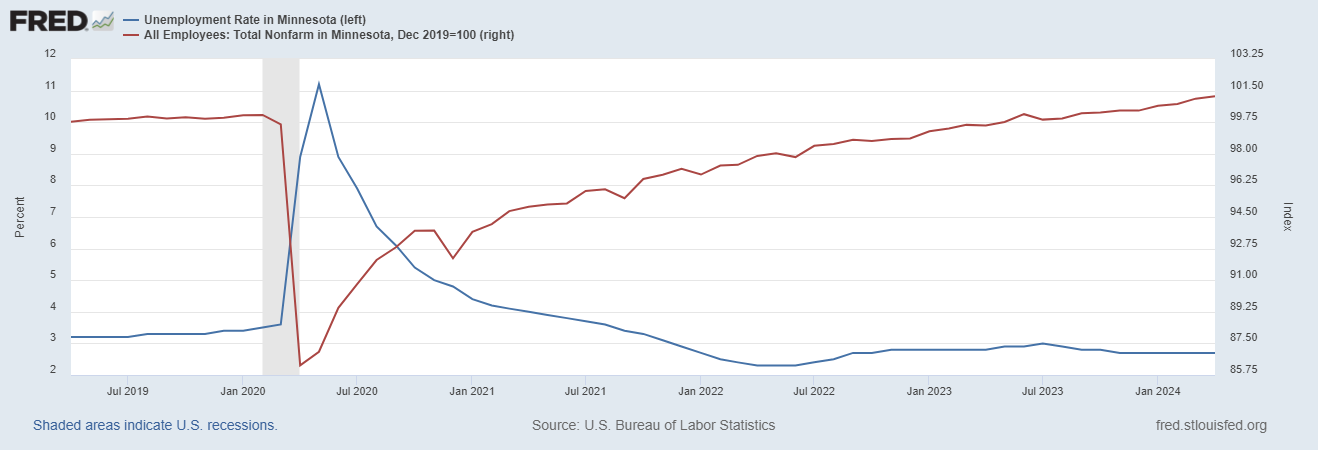 FRED
Unemployment Rate in Minnesota (left)
All Employees: Total Nonfarm in Minnesota, Dec 2019=100 (right)
12 103.25
11 101.50
10 99.75
9 98.00
8 96.25
7 94.50
6 92.75
5 91.00
4 89.25
3 87.50
2 85.75
Percent
Index
Jul 2019 Jan 2020 Jul 2020 Jan 2021 Jul 2021 Jan 2022 Jul 2022 Jan 2023 Jul 2023 Jan 2024
Shaded areas indicate U.S. recessions. Source: U.S. Bureau of Labor Statistics fred.stlouisfed.org